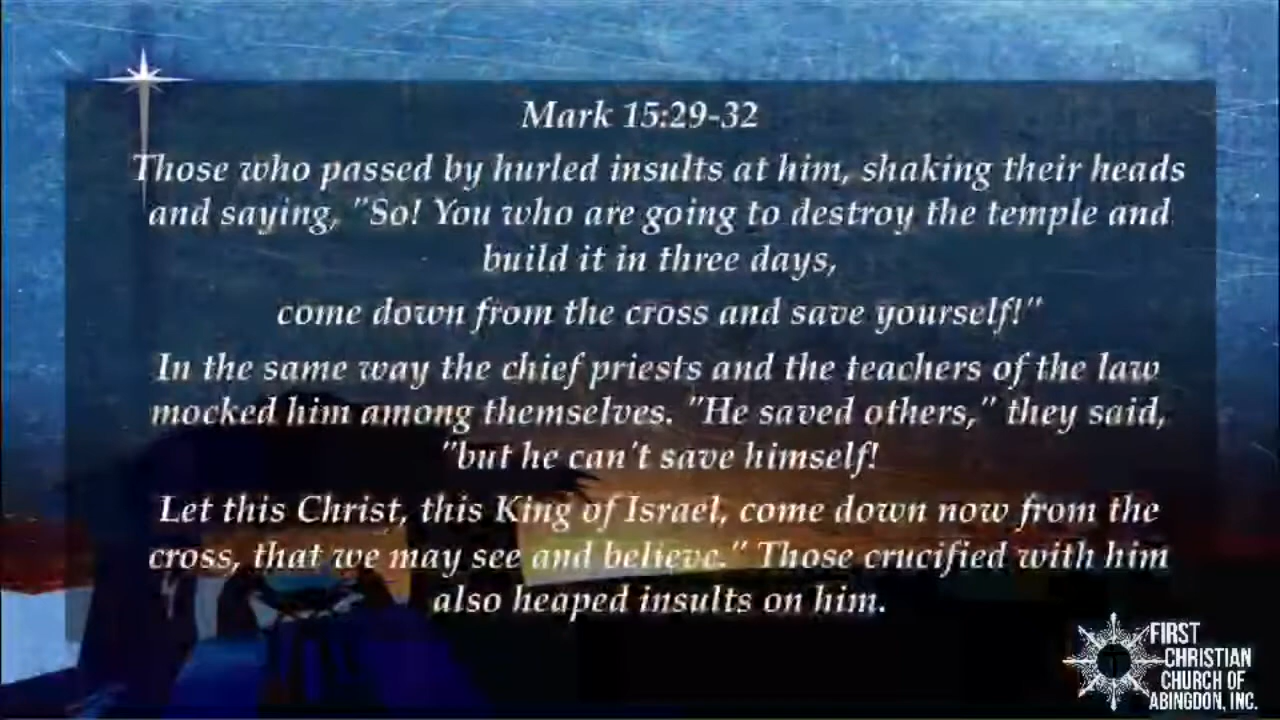 Mark 15:29-32
Those who passed by hurled insults at him, shaking their heads
and saying, "So! You who are going to destroy the temple and
build it in three days,
come down from the cross and save yourself!"
In the same way the chief priests and the teachers of the law
mocked him among themselves. "He saved others," they said,
"but he can't save himself!
Let this Christ, this King of Israel, come down now from the
cross, that we may see and believe." Those crucified with him
also heaped insults on him.
FIRST
CHRISTIAN
CHURCH OF
ABINGDON, INC.